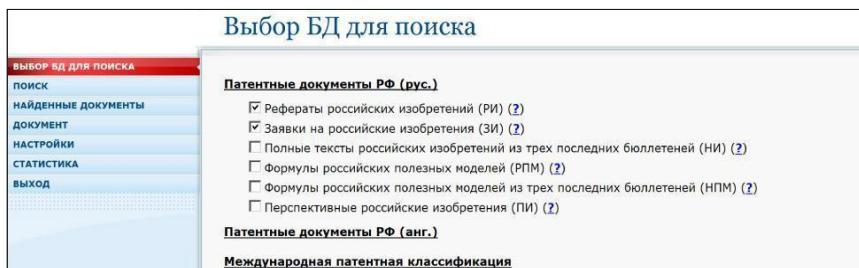 Выбор БД для поиска
ВЫБОР БД ДЛЯ ПОИСКА
ПОИСК
НАЙДЕННЫЕ ДОКУМЕНТЫ
ДОКУМЕНТ
НАСТРОЙКИ
СТАТИСТИКА
ВЫХОД
Патентные документы РФ (рус.)
Рефераты российских изобретений (РИ) (?)
Заявки на российские изобретения (ЗИ) (?)
Полные тексты российских изобретений из трех последних бюллетеней (НИ) (?)
Формулы российских полезных моделей (РПМ) (?)
Формулы российских полезных моделей из трех последних бюллетеней (НПМ) (?)
Перспективные российские изобретения (ПИ) (?)
Патентные документы РФ (анг.)
Международная патентная классификация